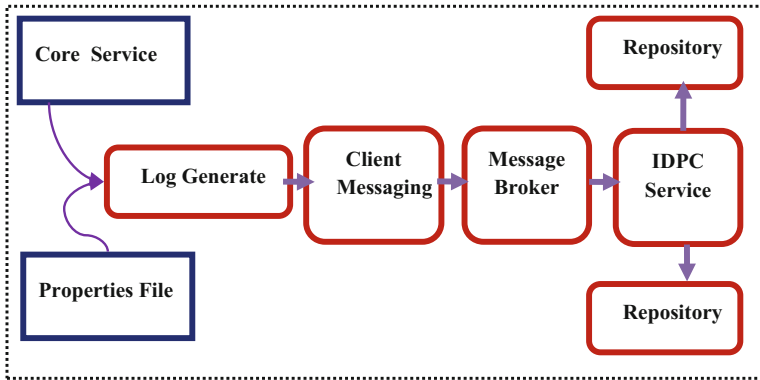 Core Service
Repository
Log Generate
Client
Messaging
Message
Broker
IDPC
Service
Properties File
Repository